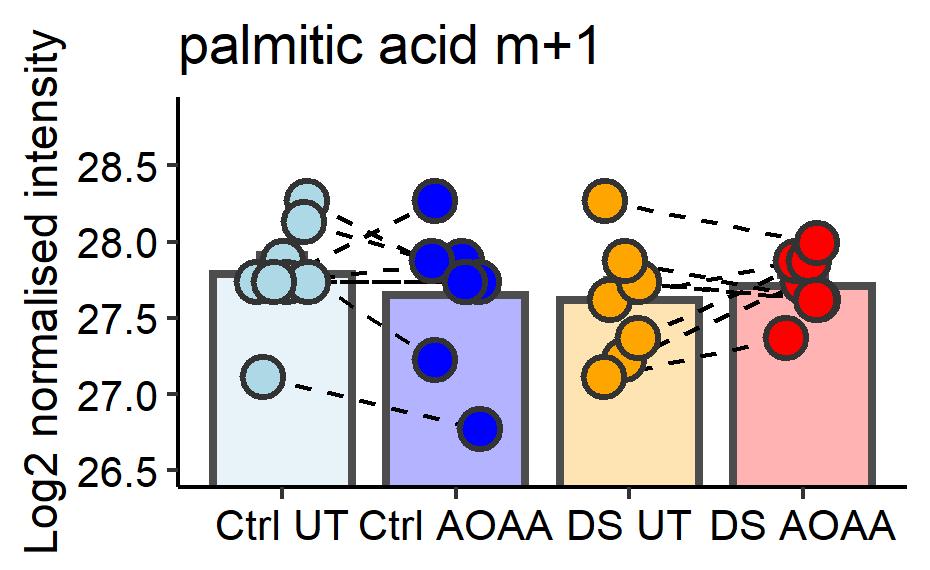 palmitic acid m+1
Log2 normalised intensity
28.5
28.0
27.5
27.0
26.5
Ctrl UT Ctrl AOAA DS UT DS AOAA